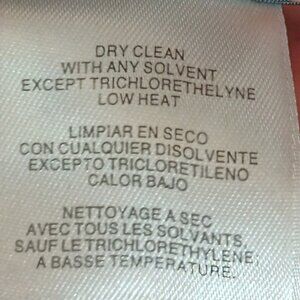 DRY CLEAN
WITH ANY SOLVENT
EXCEPT TRICHLORETHELYNE
LOW HEAT
LIMPIAR EN SECO
CON CUALQUIER DISOLVENTE
EXCEPTO TRICLORETILENO
CALOR BAJO
NETTOYAGE A SEC
AVEC TOUS LES SOLVANTS,
SAUF LE TRICHLORETHYLENE;
A BASSE TEMPERATURE.